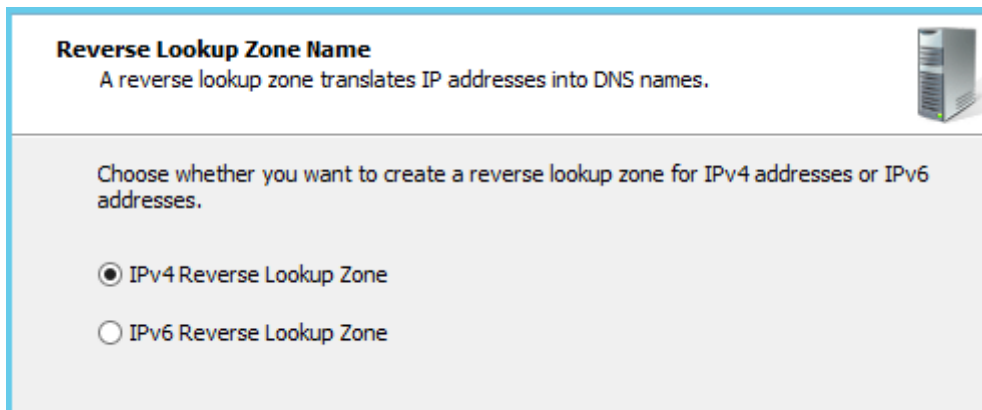 Reverse Lookup Zone Name
A reverse lookup zone translates IP addresses into DNS names.
Choose whether you want to create a reverse lookup zone for IPv4 addresses or IPv6
addresses.
IPv4 Reverse Lookup Zone
IPv6 Reverse Lookup Zone